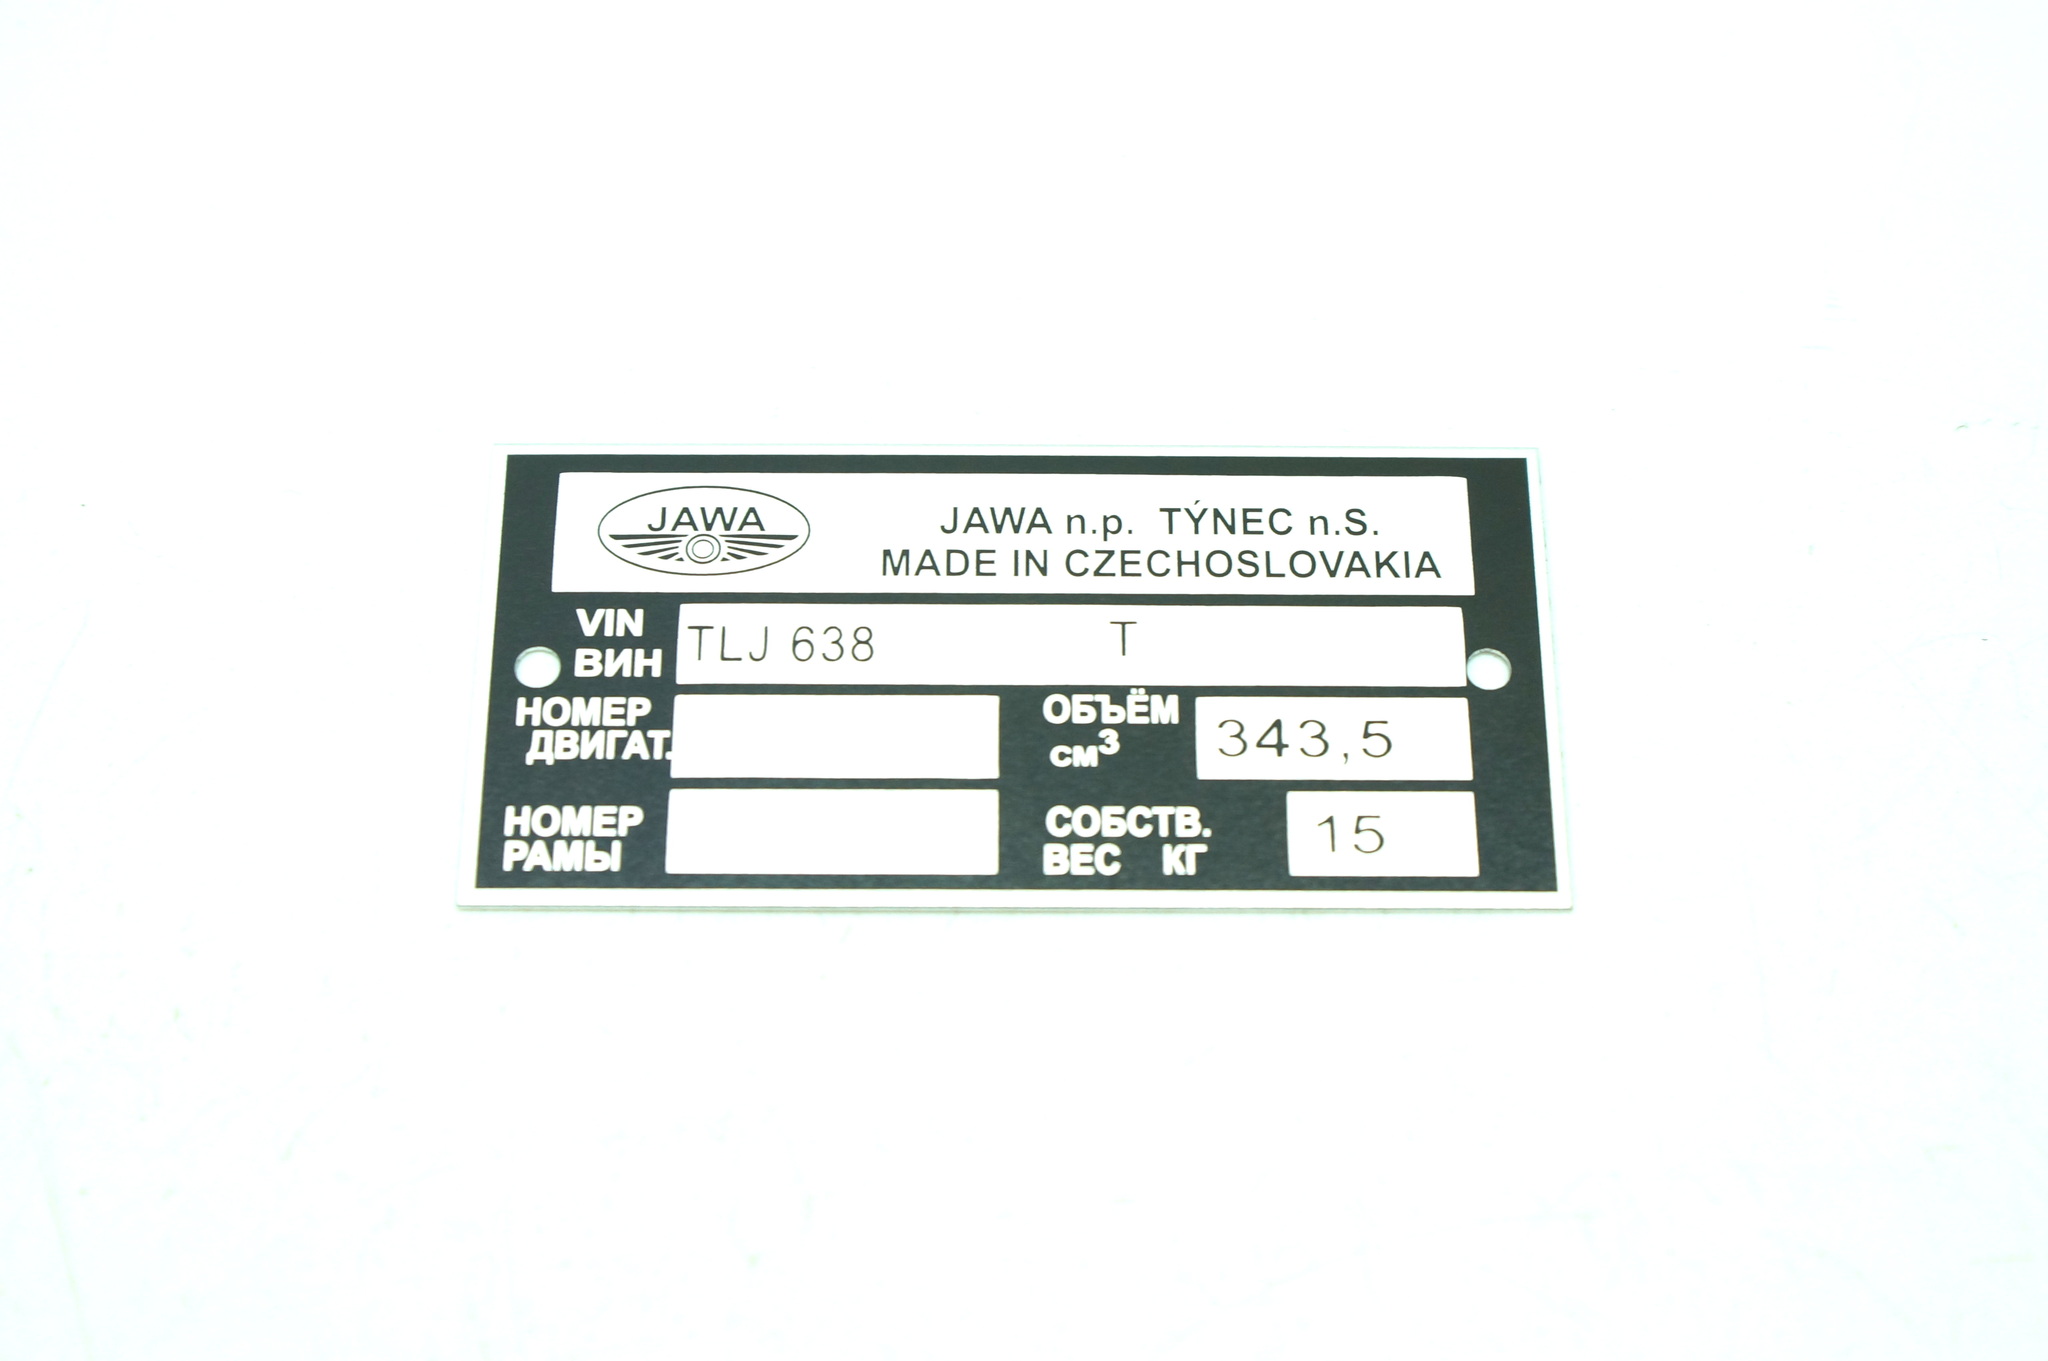 JAWA
JAWA n.p. TÝNEC n.S.
MADE IN CZECHOSLOVAKIA
VIN
ВИН
TLJ 638 T
НОМЕР
ДВИГАТ.
ОБЪЁМ
см³
343,5
НОМЕР
РАМЫ
СОБСТВ.
ВЕС КГ
15